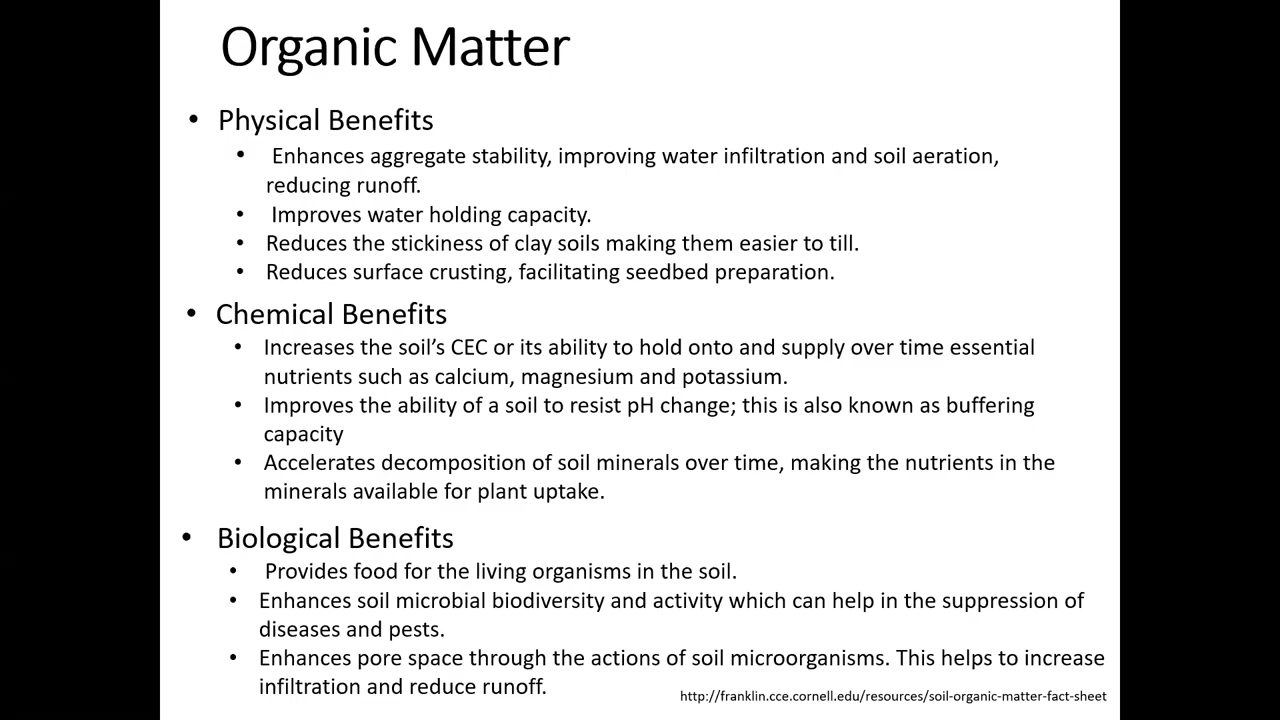 Organic Matter
• Physical Benefits
• Enhances aggregate stability, improving water infiltration and soil aeration,
reducing runoff.
• Improves water holding capacity.
• Reduces the stickiness of clay soils making them easier to till.
• Reduces surface crusting, facilitating seedbed preparation.
• Chemical Benefits
• Increases the soil’s CEC or its ability to hold onto and supply over time essential
nutrients such as calcium, magnesium and potassium.
• Improves the ability of a soil to resist pH change; this is also known as buffering
capacity
• Accelerates decomposition of soil minerals over time, making the nutrients in the
minerals available for plant uptake.
• Biological Benefits
• Provides food for the living organisms in the soil.
• Enhances soil microbial biodiversity and activity which can help in the suppression of
diseases and pests.
• Enhances pore space through the actions of soil microorganisms. This helps to increase
infiltration and reduce runoff.
http://franklin.cce.cornell.edu/resources/soil-organic-matter-fact-sheet